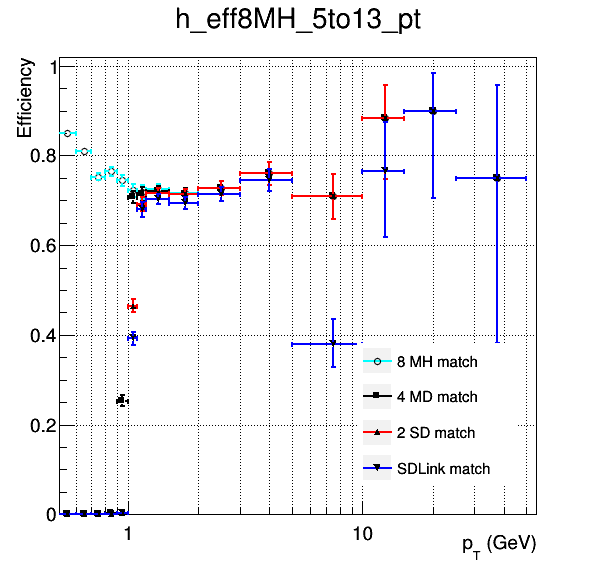 h_eff8MH_5to13_pt
Efficiency
1
0.8
0.6
0.4
0.2
0
8 MH match
4 MD match
2 SD match
SDLink match
1
10
p_T (GeV)